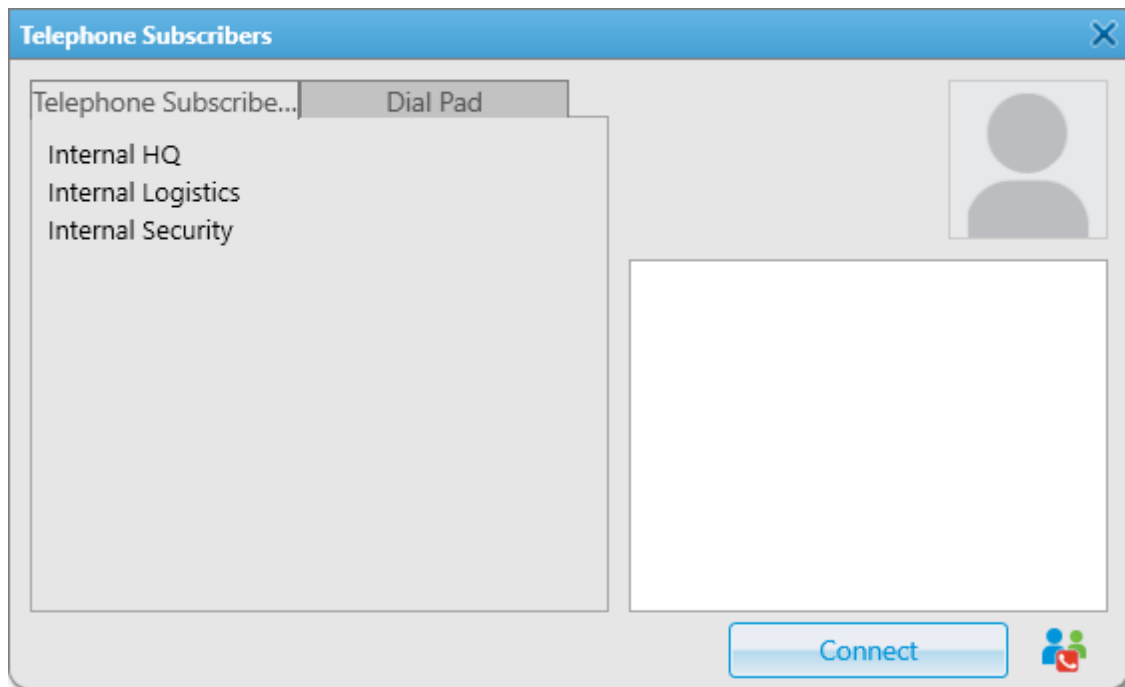 Telephone Subscribers
Telephone Subscribe...
Dial Pad
Internal HQ
Internal Logistics
Internal Security
Connect